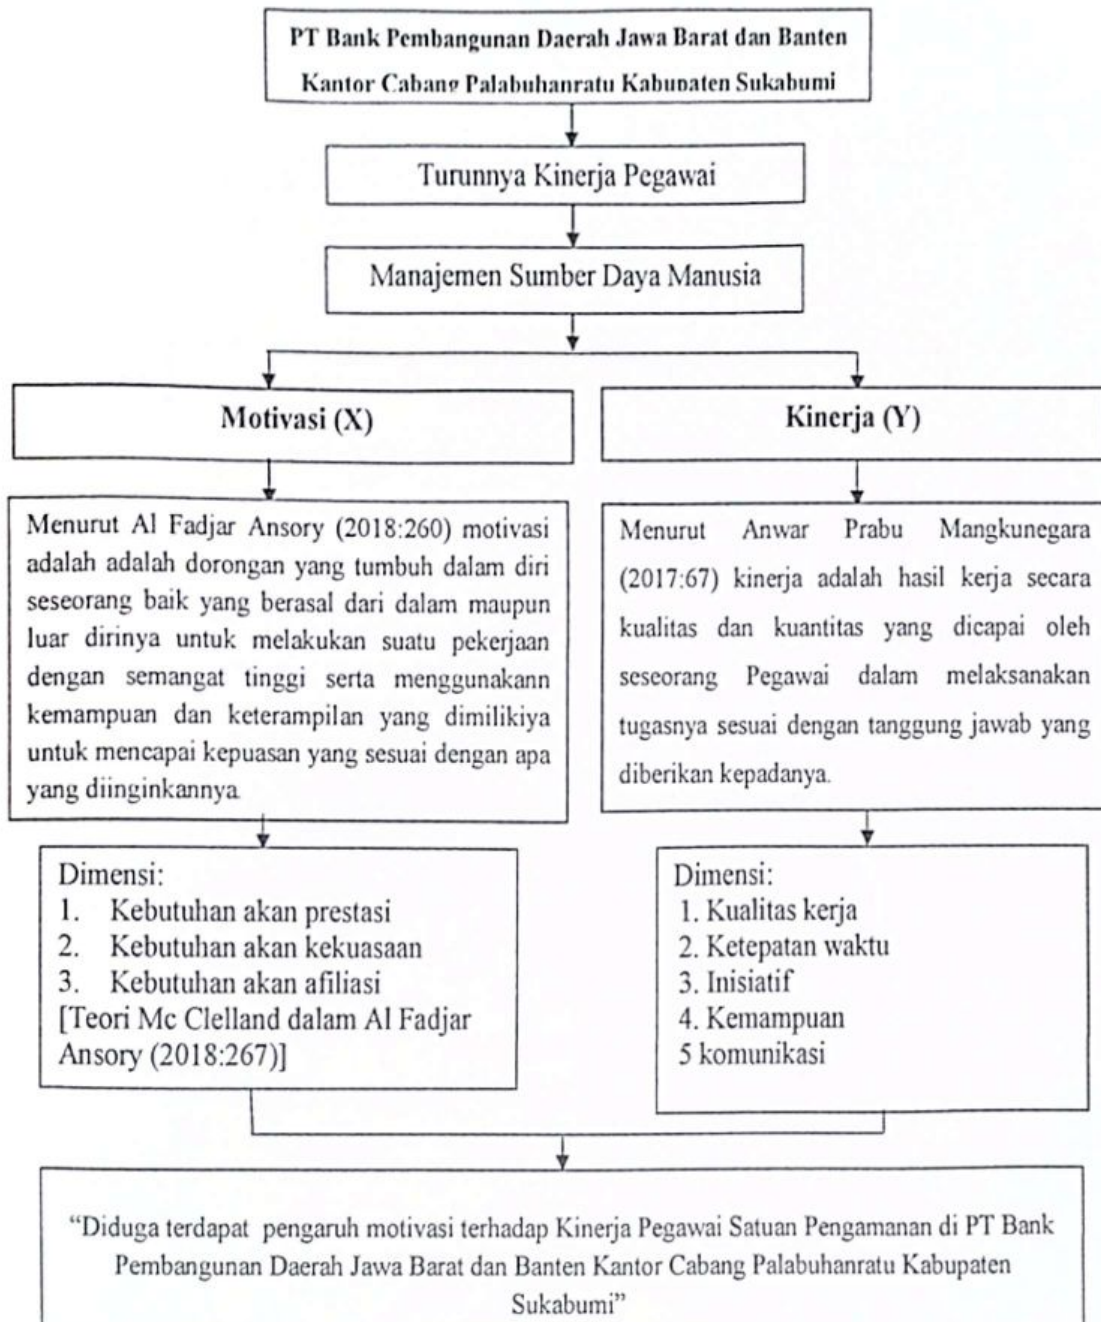 PT Bank Pembangunan Daerah Jawa Barat dan Banten
Kantor Cabang Palabuhanratu Kabupaten Sukabumi
Turunnya Kinerja Pegawai
Manajemen Sumber Daya Manusia
Motivasi (X)
Menurut Al Fadjar Ansory (2018:260) motivasi
adalah adalah dorongan yang tumbuh dalam diri
seseorang baik yang berasal dari dalam maupun
luar dirinya untuk melakukan suatu pekerjaan
dengan semangat tinggi serta menggunakann
kemampuan dan keterampilan yang dimilikiya
untuk mencapai kepuasan yang sesuai dengan apa
yang diinginkannya
Dimensi:
1. Kebutuhan akan prestasi
2. Kebutuhan akan kekuasaan
3. Kebutuhan akan afiliasi
[Teori Mc Clelland dalam Al Fadjar
Ansory (2018:267)]
Kinerja (Y)
Menurut Anwar Prabu Mangkunegara
(2017:67) kinerja adalah hasil kerja secara
kualitas dan kuantitas yang dicapai oleh
seseorang Pegawai dalam melaksanakan
tugasnya sesuai dengan tanggung jawab yang
diberikan kepadanya.
Dimensi:
1. Kualitas kerja
2. Ketepatan waktu
3. Inisiatif
4. Kemampuan
5 komunikasi
“Diduga terdapat pengaruh motivasi terhadap Kinerja Pegawai Satuan Pengamanan di PT Bank
Pembangunan Daerah Jawa Barat dan Banten Kantor Cabang Palabuhanratu Kabupaten
Sukabumi”